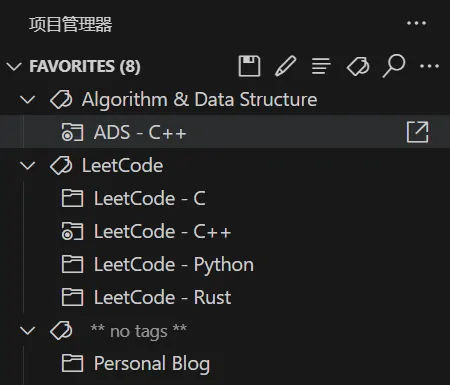 项目管理器
FAVORITES (8)
Algorithm & Data Structure
ADS - C++
LeetCode
LeetCode - C
LeetCode - C++
LeetCode - Python
LeetCode - Rust
** no tags **
Personal Blog